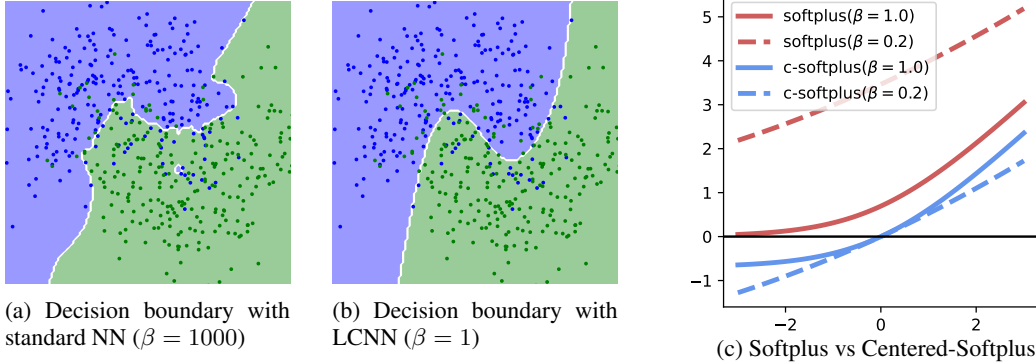 softplus(β = 1.0)
softplus(β = 0.2)
c-softplus(β = 1.0)
c-softplus(β = 0.2)
5
4
3
2
1
0
−1
−2
0
2
(a) Decision boundary with
standard NN (β = 1000)
(b) Decision boundary with
LCNN (β = 1)
(c) Softplus vs Centered-Softplus